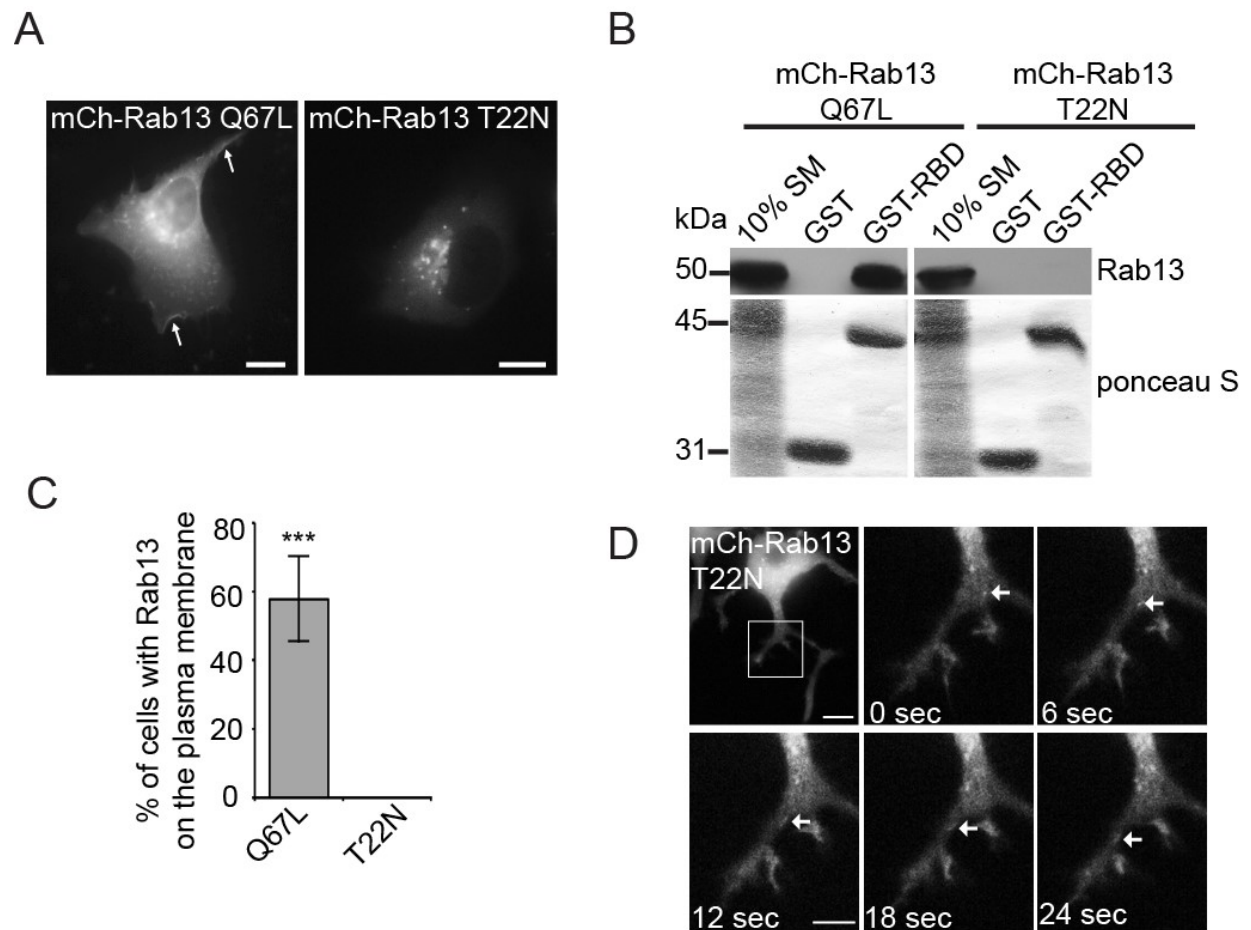 A
mCh-Rab13 Q67L
mCh-Rab13 T22N
B
mCh-Rab13
Q67L
mCh-Rab13
T22N
10% SM
GST
GST-RBD
10% SM
GST
GST-RBD
kDa
50
Rab13
45
31
ponceau S
C
% of cells with Rab13
on the plasma membrane
80
60
40
20
0
***
Q67L
T22N
D
mCh-Rab13
T22N
0 sec
6 sec
12 sec
18 sec
24 sec